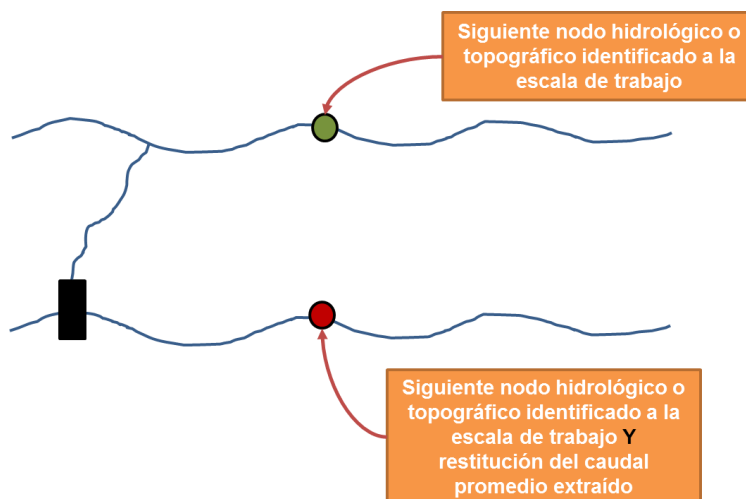 Siguiente nodo hidrológico o
topográfico identificado a la
escala de trabajo
Siguiente nodo hidrológico o
topográfico identificado a la
escala de trabajo Y
restitución del caudal
promedio extraído